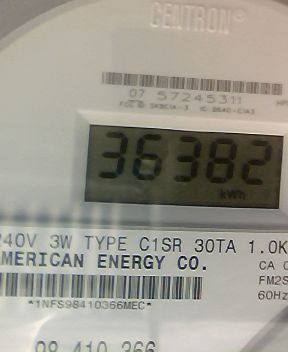 CENTRON®
07 57245311
36382
kWh
240V 3W TYPE C1SR 30TA 1.0K
AMERICAN ENERGY CO.
CA
FM2S
60Hz
*1NFS98410366MEC*
98 410 366